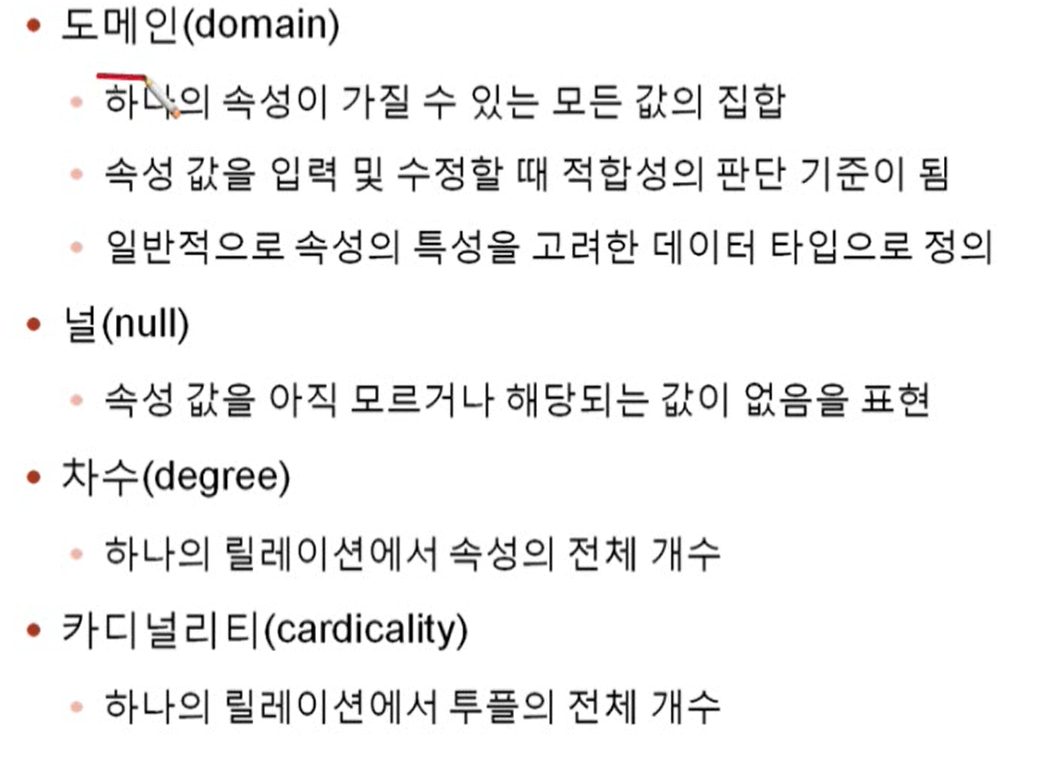 • 도메인(domain)
• 하나의 속성이 가질 수 있는 모든 값의 집합
• 속성 값을 입력 및 수정할 때 적합성의 판단 기준이 됨
• 일반적으로 속성의 특성을 고려한 데이터 타입으로 정의
• 널(null)
• 속성 값을 아직 모르거나 해당되는 값이 없음을 표현
• 차수(degree)
• 하나의 릴레이션에서 속성의 전체 개수
• 카디널리티(cardicality)
• 하나의 릴레이션에서 투플의 전체 개수